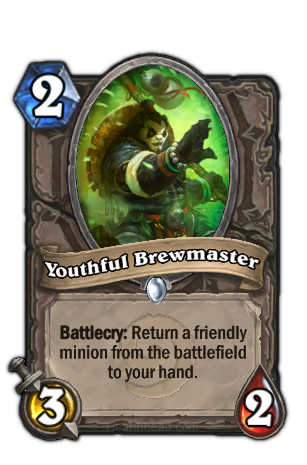 2
Youthful Brewmaster
Battlecry: Return a friendly
minion from the battlefield
to your hand.
3
2